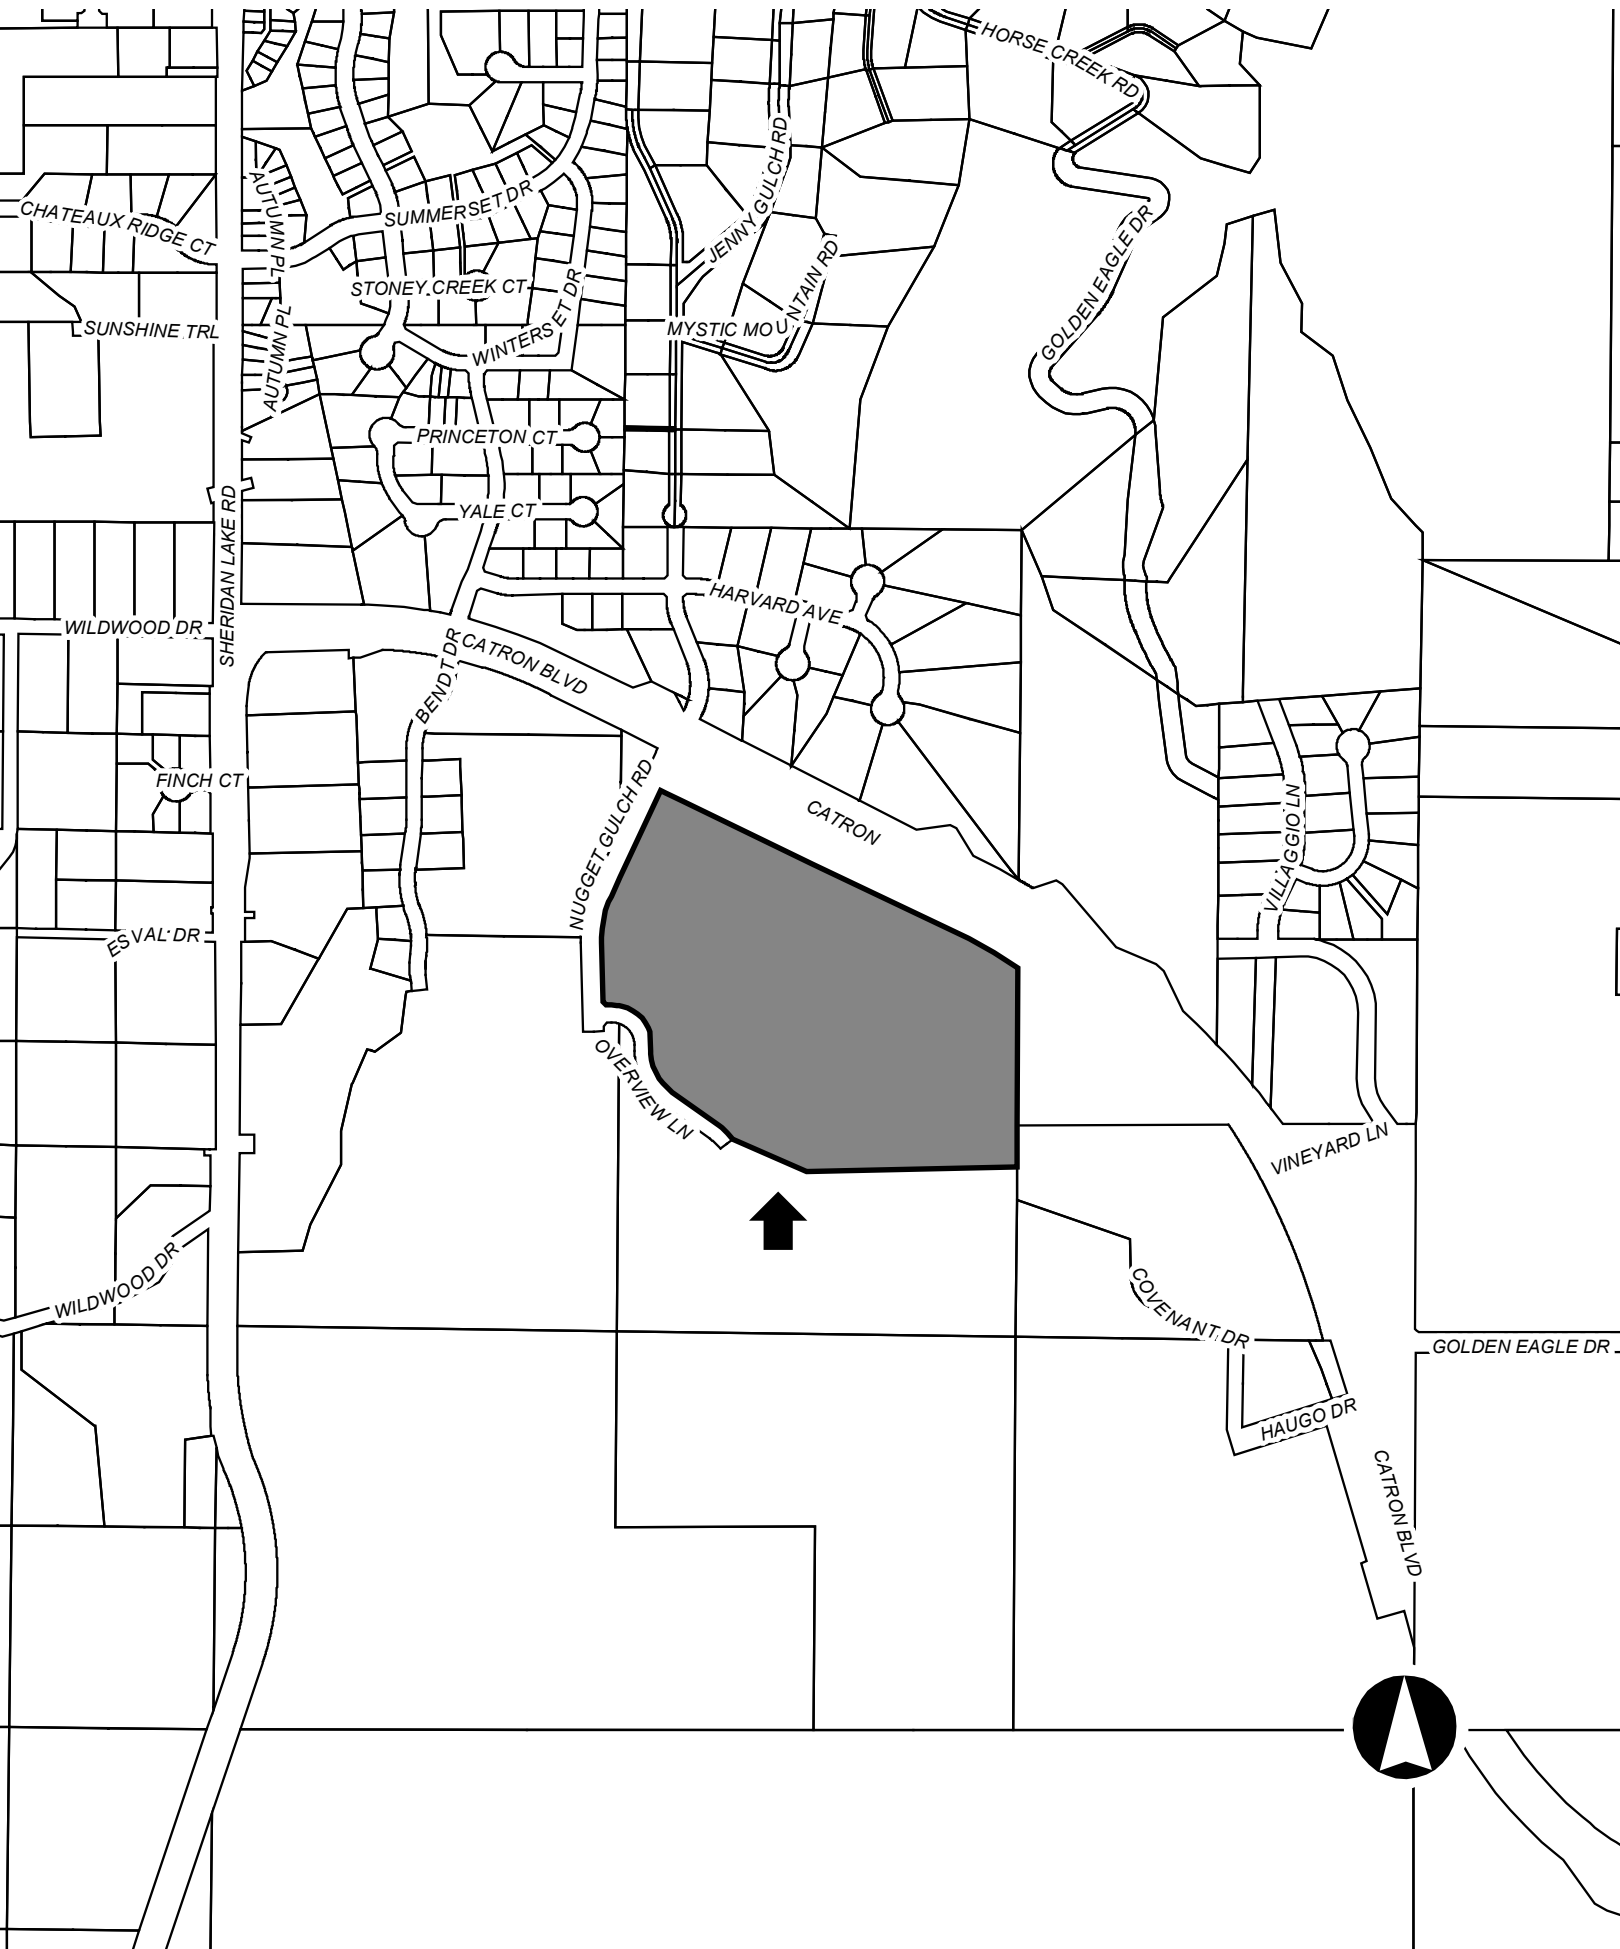 HORSE CREEK RD
JENNY GULCH RD
AUTUMN PL
SUMMERSET DR
CHATEAUX RIDGE CT
GOLDEN EAGLE DR
STONEY CREEK CT
MYSTIC MOUNTAIN RD
SUNSHINE TRL
WINTERSET DR
AUTUMN PL
PRINCETON CT
YALE CT
SHERIDAN LAKE RD
HARVARD AVE
WILDWOOD DR
CATRON BLVD
BENDT DR
FINCH CT
NUGGET GULCH RD
CATRON
VILLAGGIO LN
ESVAL DR
OVERVIEW LN
VINEYARD LN
WILDWOOD DR
COVENANT DR
GOLDEN EAGLE DR
HAUGO DR
CATRON BLVD